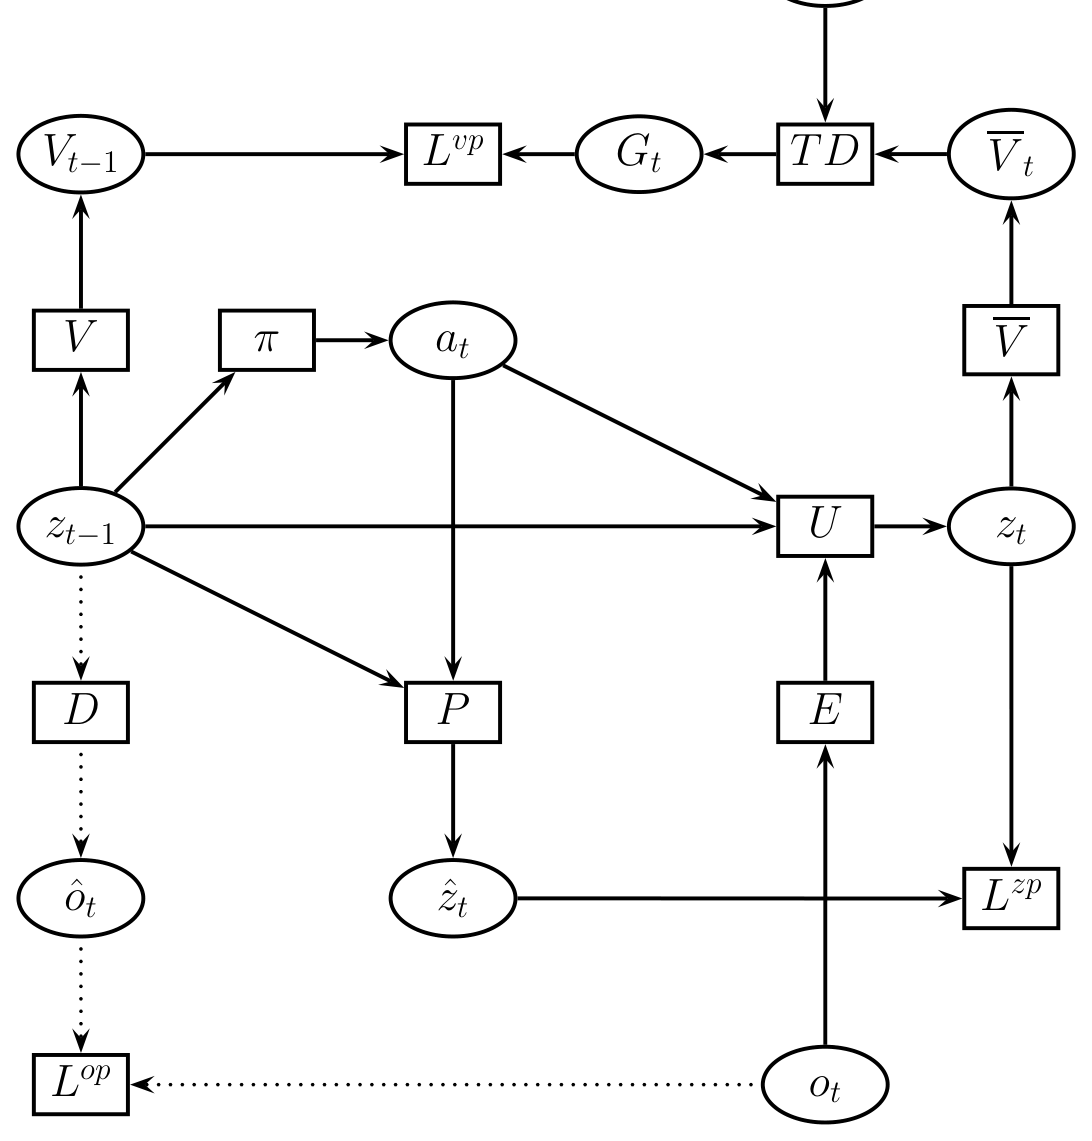 V_{t-1} L^{vp} G_t TD \overline{V}_t
V π a_t \overline{V}
z_{t-1} U z_t
D P E
\hat{o}_t \hat{z}_t L^{zp}
L^{op} o_t